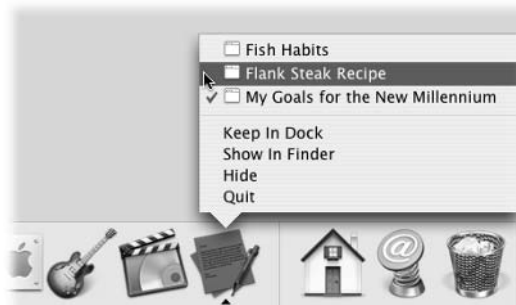 Fish Habits
Flank Steak Recipe
✓ My Goals for the New Millennium
Keep In Dock
Show In Finder
Hide
Quit
@